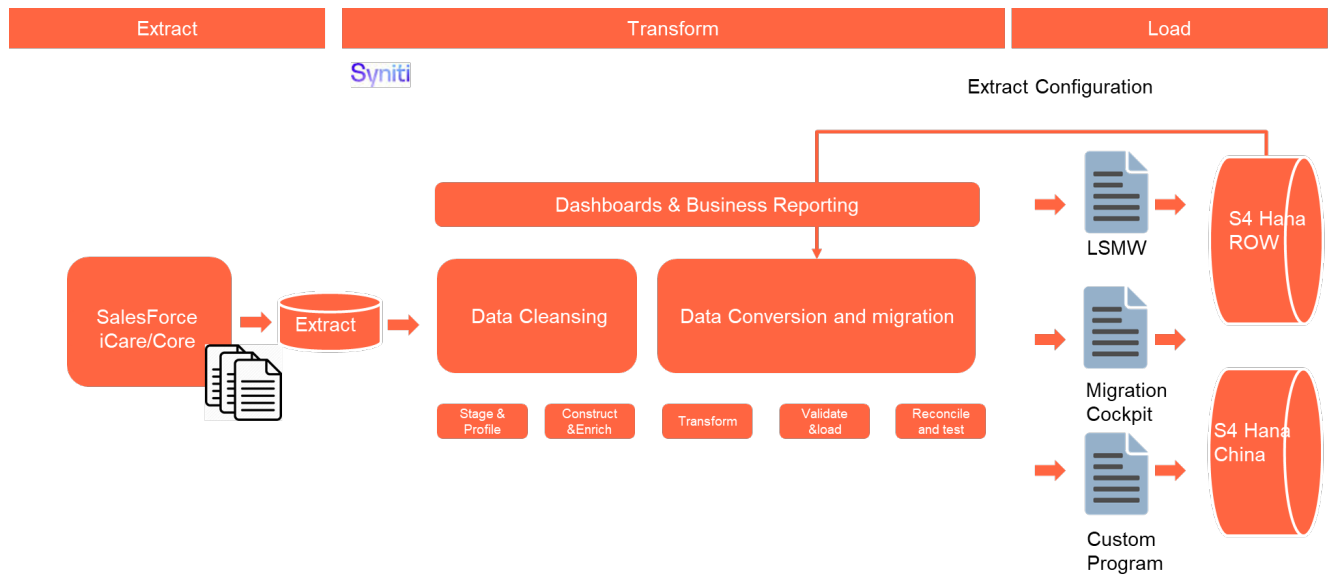 Extract
Transform
Load
Syniti
Extract Configuration
Dashboards & Business Reporting
SalesForce
iCare/Core
Extract
Data Cleansing
Data Conversion and migration
Stage &
Profile
Construct
&Enrich
Transform
Validate
&load
Reconcile
and test
LSMW
Migration
Cockpit
Custom
Program
S4 Hana
ROW
S4 Hana
China